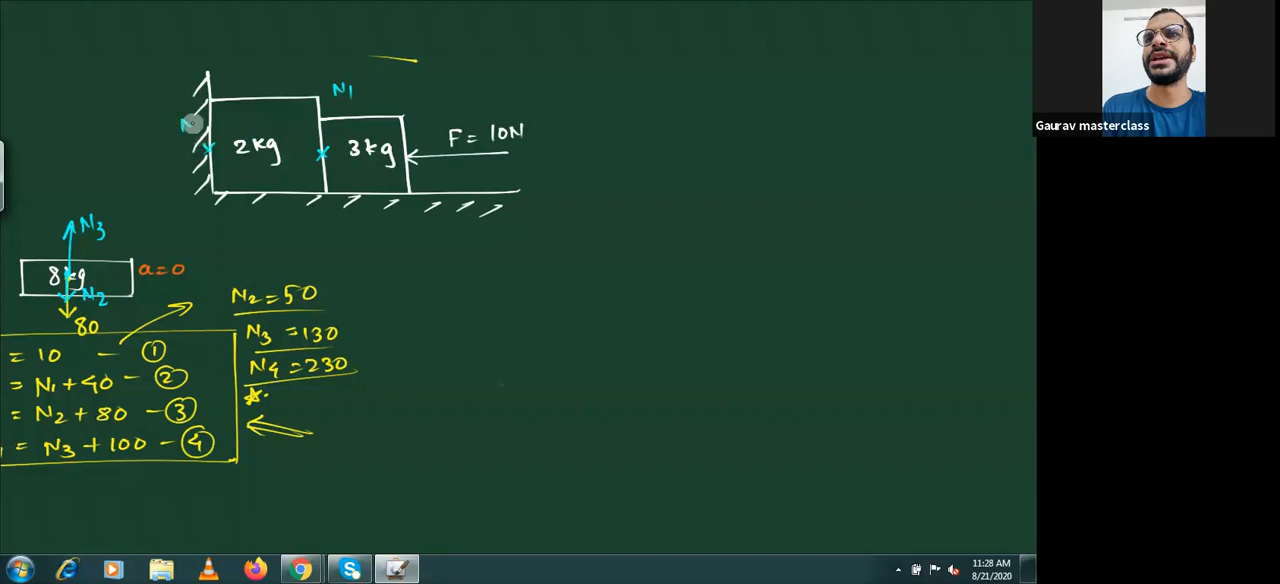 N1
N
2kg
3kg
F = 10N
N3
8kg
a=0
N2
80
N2 = 50
N3 = 130
N4 = 230
= 10 — ①
= N1 + 40 — ②
= N2 + 80 — ③
= N3 + 100 — ④
Gaurav masterclass
11:28 AM
8/21/2020